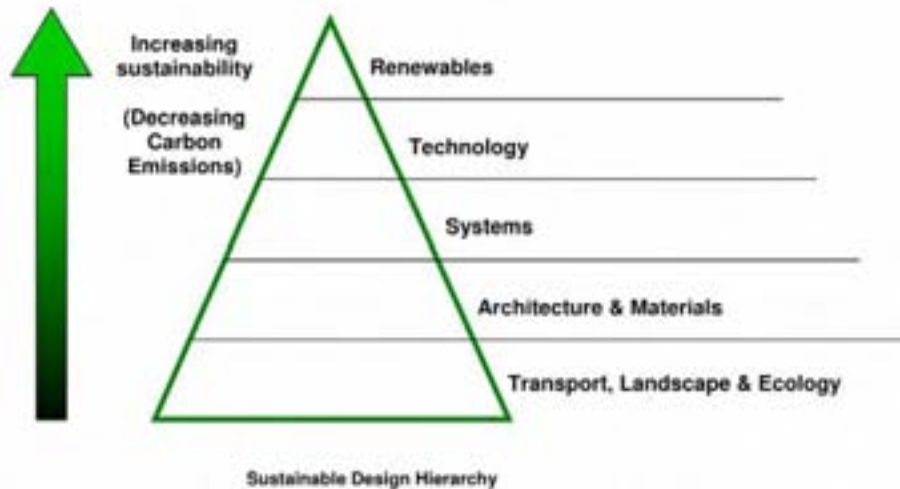 Increasing
sustainability
(Decreasing
Carbon
Emissions)
Renewables
Technology
Systems
Architecture & Materials
Transport, Landscape & Ecology
Sustainable Design Hierarchy